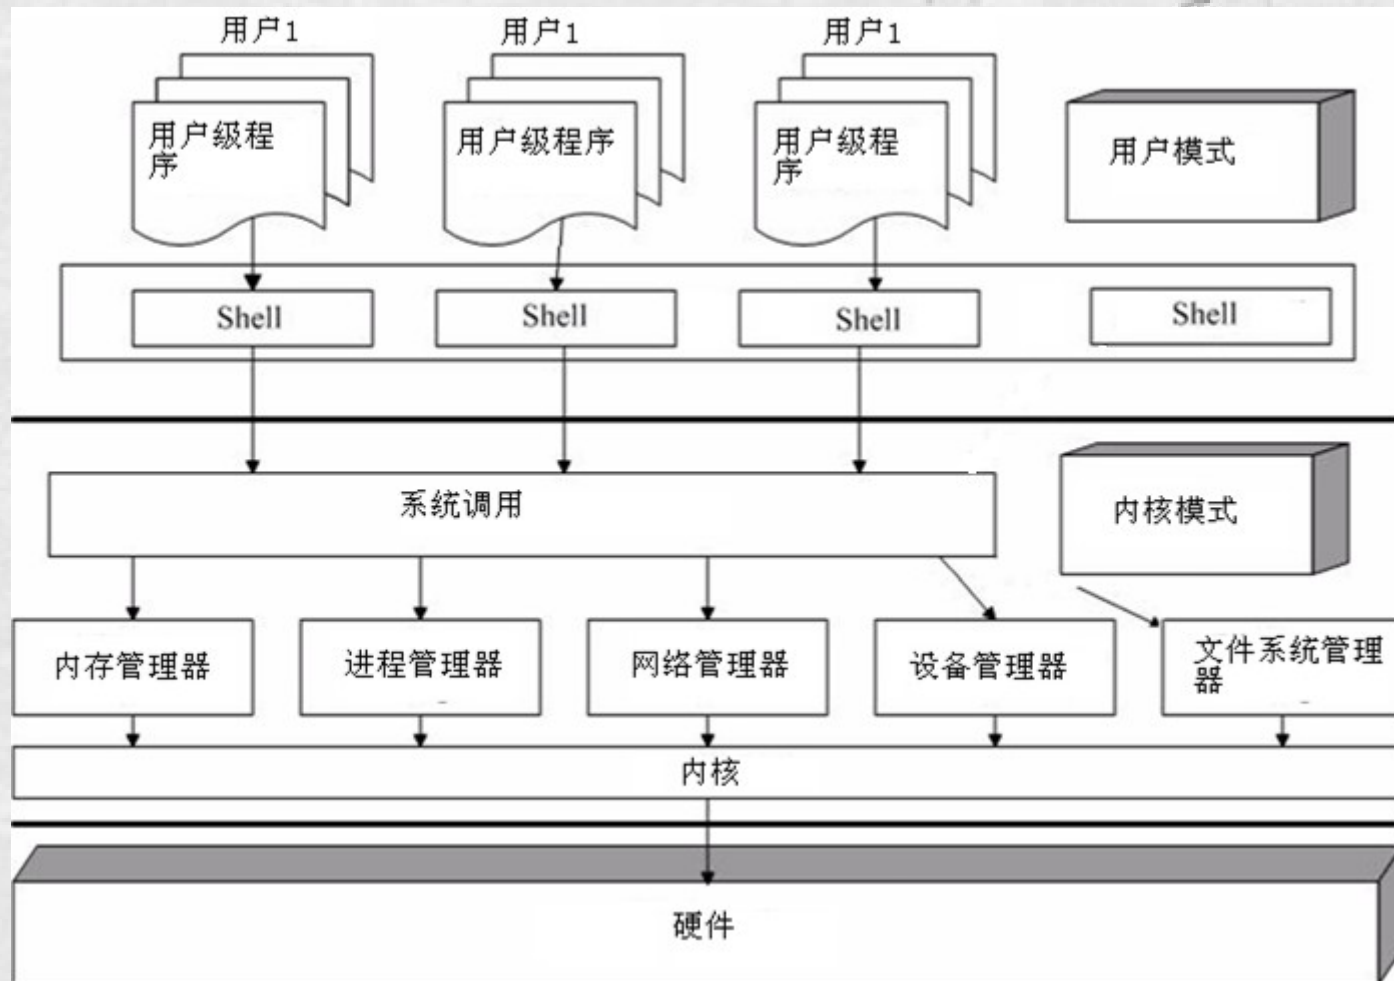 用户1
用户1
用户1
用户级程
序
用户级程序
用户级程
序
用户模式
Shell
Shell
Shell
Shell
系统调用
内核模式
内存管理器
进程管理器
网络管理器
设备管理器
文件系统管理
器
内核
硬件